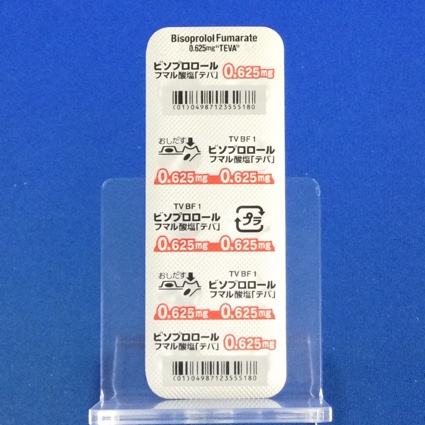 Bisoprolol Fumarate
0.625mg "TEVA"
ビソプロロール
フマル酸塩「テバ」 0.625mg
(01)04987123555180
おしだす
TV BF 1
ビソプロロール
フマル酸塩「テバ」
0.625mg 0.625mg
TV BF 1
ビソプロロール
フマル酸塩「テバ」
プラ
0.625mg 0.625mg
おしだす
TV BF 1
ビソプロロール
フマル酸塩「テバ」
0.625mg 0.625mg
ビソプロロール
フマル酸塩「テバ」 0.625mg
(01)04987123555180